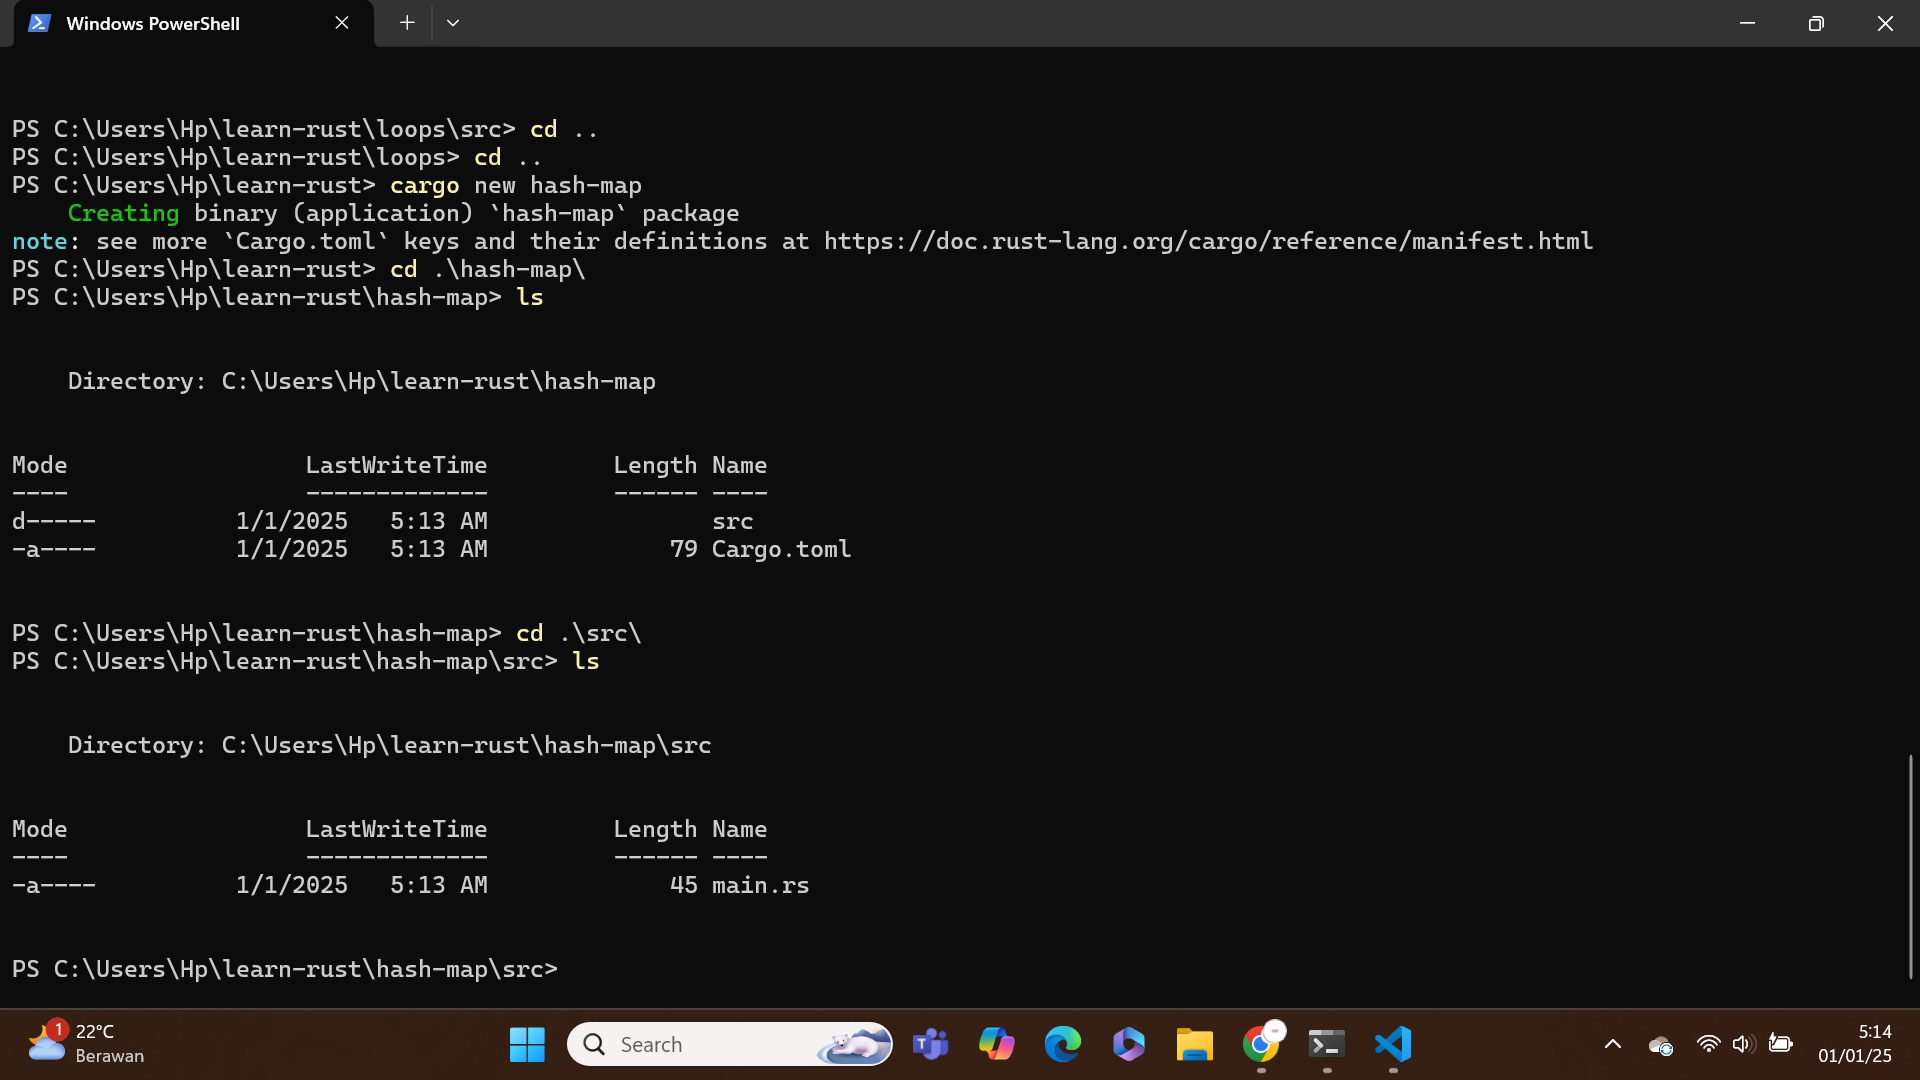 Windows PowerShell
PS C:\Users\Hp\learn-rust\loops\src> cd ..
PS C:\Users\Hp\learn-rust\loops> cd ..
PS C:\Users\Hp\learn-rust> cargo new hash-map
    Creating binary (application) `hash-map` package
note: see more `Cargo.toml` keys and their definitions at https://doc.rust-lang.org/cargo/reference/manifest.html
PS C:\Users\Hp\learn-rust> cd .\hash-map\
PS C:\Users\Hp\learn-rust\hash-map> ls
    Directory: C:\Users\Hp\learn-rust\hash-map
Mode                 LastWriteTime         Length Name
----                 -------------         ------ ----
d-----          1/1/2025   5:13 AM                src
-a----          1/1/2025   5:13 AM             79 Cargo.toml
PS C:\Users\Hp\learn-rust\hash-map> cd .\src\
PS C:\Users\Hp\learn-rust\hash-map\src> ls
    Directory: C:\Users\Hp\learn-rust\hash-map\src
Mode                 LastWriteTime         Length Name
----                 -------------         ------ ----
-a----          1/1/2025   5:13 AM             45 main.rs
PS C:\Users\Hp\learn-rust\hash-map\src>
1
22°C
Berawan
Search
5:14
01/01/25